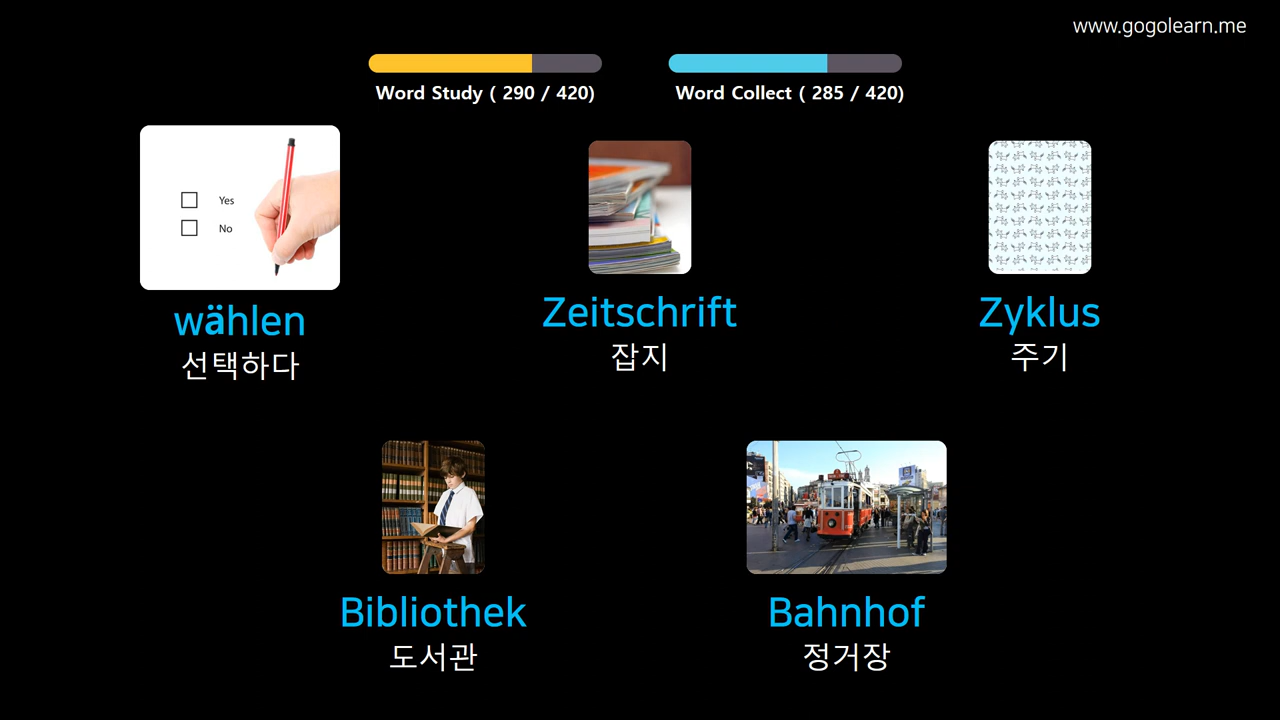 www.gogolearn.me
Word Study ( 290 / 420)
Word Collect ( 285 / 420)
Yes
No
wählen
선택하다
Zeitschrift
잡지
Zyklus
주기
Bibliothek
도서관
Bahnhof
정거장